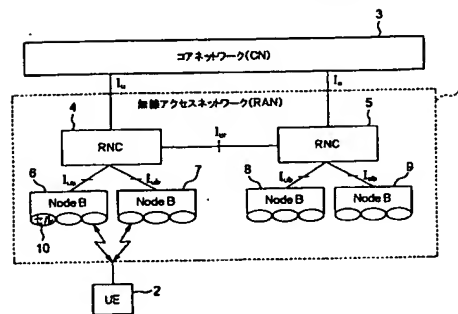 3
コアネットワーク(CN)
Iu
Iu
無線アクセスネットワーク(RAN)
4
5
RNC
Iur
RNC
6
Iub
Iub
7
8
Iub
Iub
9
Node B
Node B
Node B
Node B
セル
10
UE
2